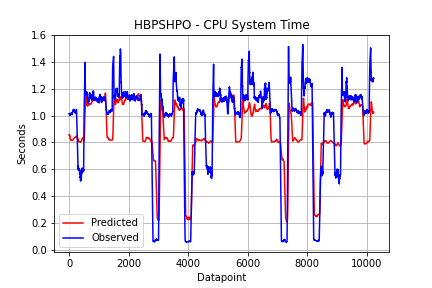 HBPSHPO - CPU System Time
1.6
1.4
1.2
1.0
0.8
0.6
0.4
0.2
0.0
Seconds
Predicted
Observed
0 2000 4000 6000 8000 10000
Datapoint